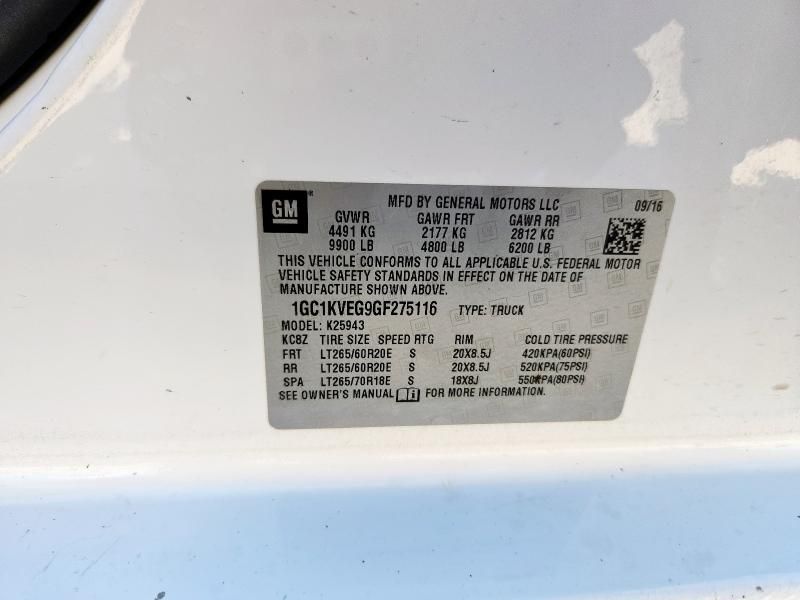 GM
MFD BY GENERAL MOTORS LLC 09/16
GVWR GAWR FRT GAWR RR
4491 KG 2177 KG 2812 KG
9900 LB 4800 LB 6200 LB
THIS VEHICLE CONFORMS TO ALL APPLICABLE U.S. FEDERAL MOTOR
VEHICLE SAFETY STANDARDS IN EFFECT ON THE DATE OF
MANUFACTURE SHOWN ABOVE.
1GC1KVEG9GF275116 TYPE: TRUCK
MODEL: K25943
KC8Z TIRE SIZE SPEED RTG RIM COLD TIRE PRESSURE
FRT LT265/60R20E S 20X8.5J 420KPA(60PSI)
RR LT265/60R20E S 20X8.5J 520KPA(75PSI)
SPA LT265/70R18E S 18X8J 550KPA(80PSI)
SEE OWNER'S MANUAL FOR MORE INFORMATION.